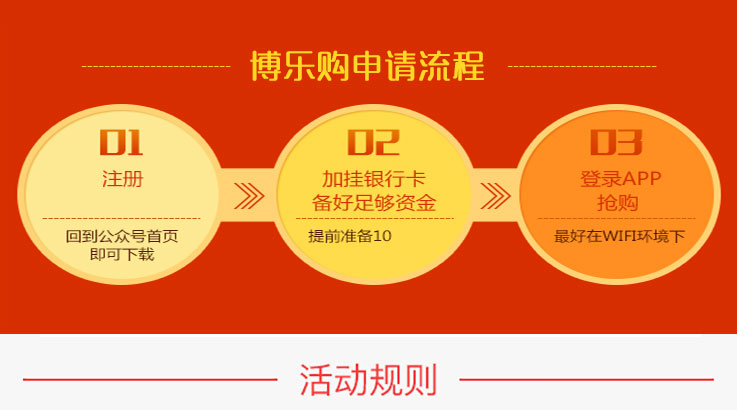 博乐购申请流程
01
注册
回到公众号首页
即可下载
02
加挂银行卡
备好足够资金
提前准备10
03
登录APP
抢购
最好在WIFI环境下
活动规则